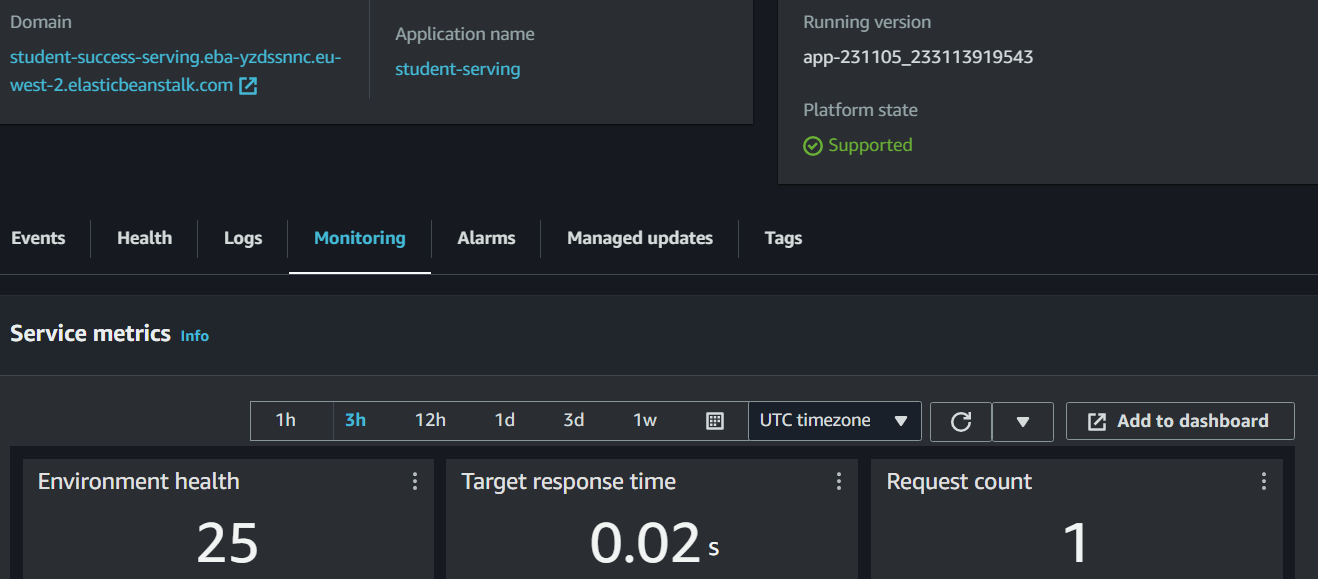 Domain
student-success-serving.eba-yzdssnnc.eu-
west-2.elasticbeanstalk.com
Application name
student-serving
Running version
app-231105_233113919543
Platform state
Supported
Events Health Logs Monitoring Alarms Managed updates Tags
Service metrics Info
1h 3h 12h 1d 3d 1w UTC timezone Add to dashboard
Environment health
25
Target response time
0.02 s
Request count
1